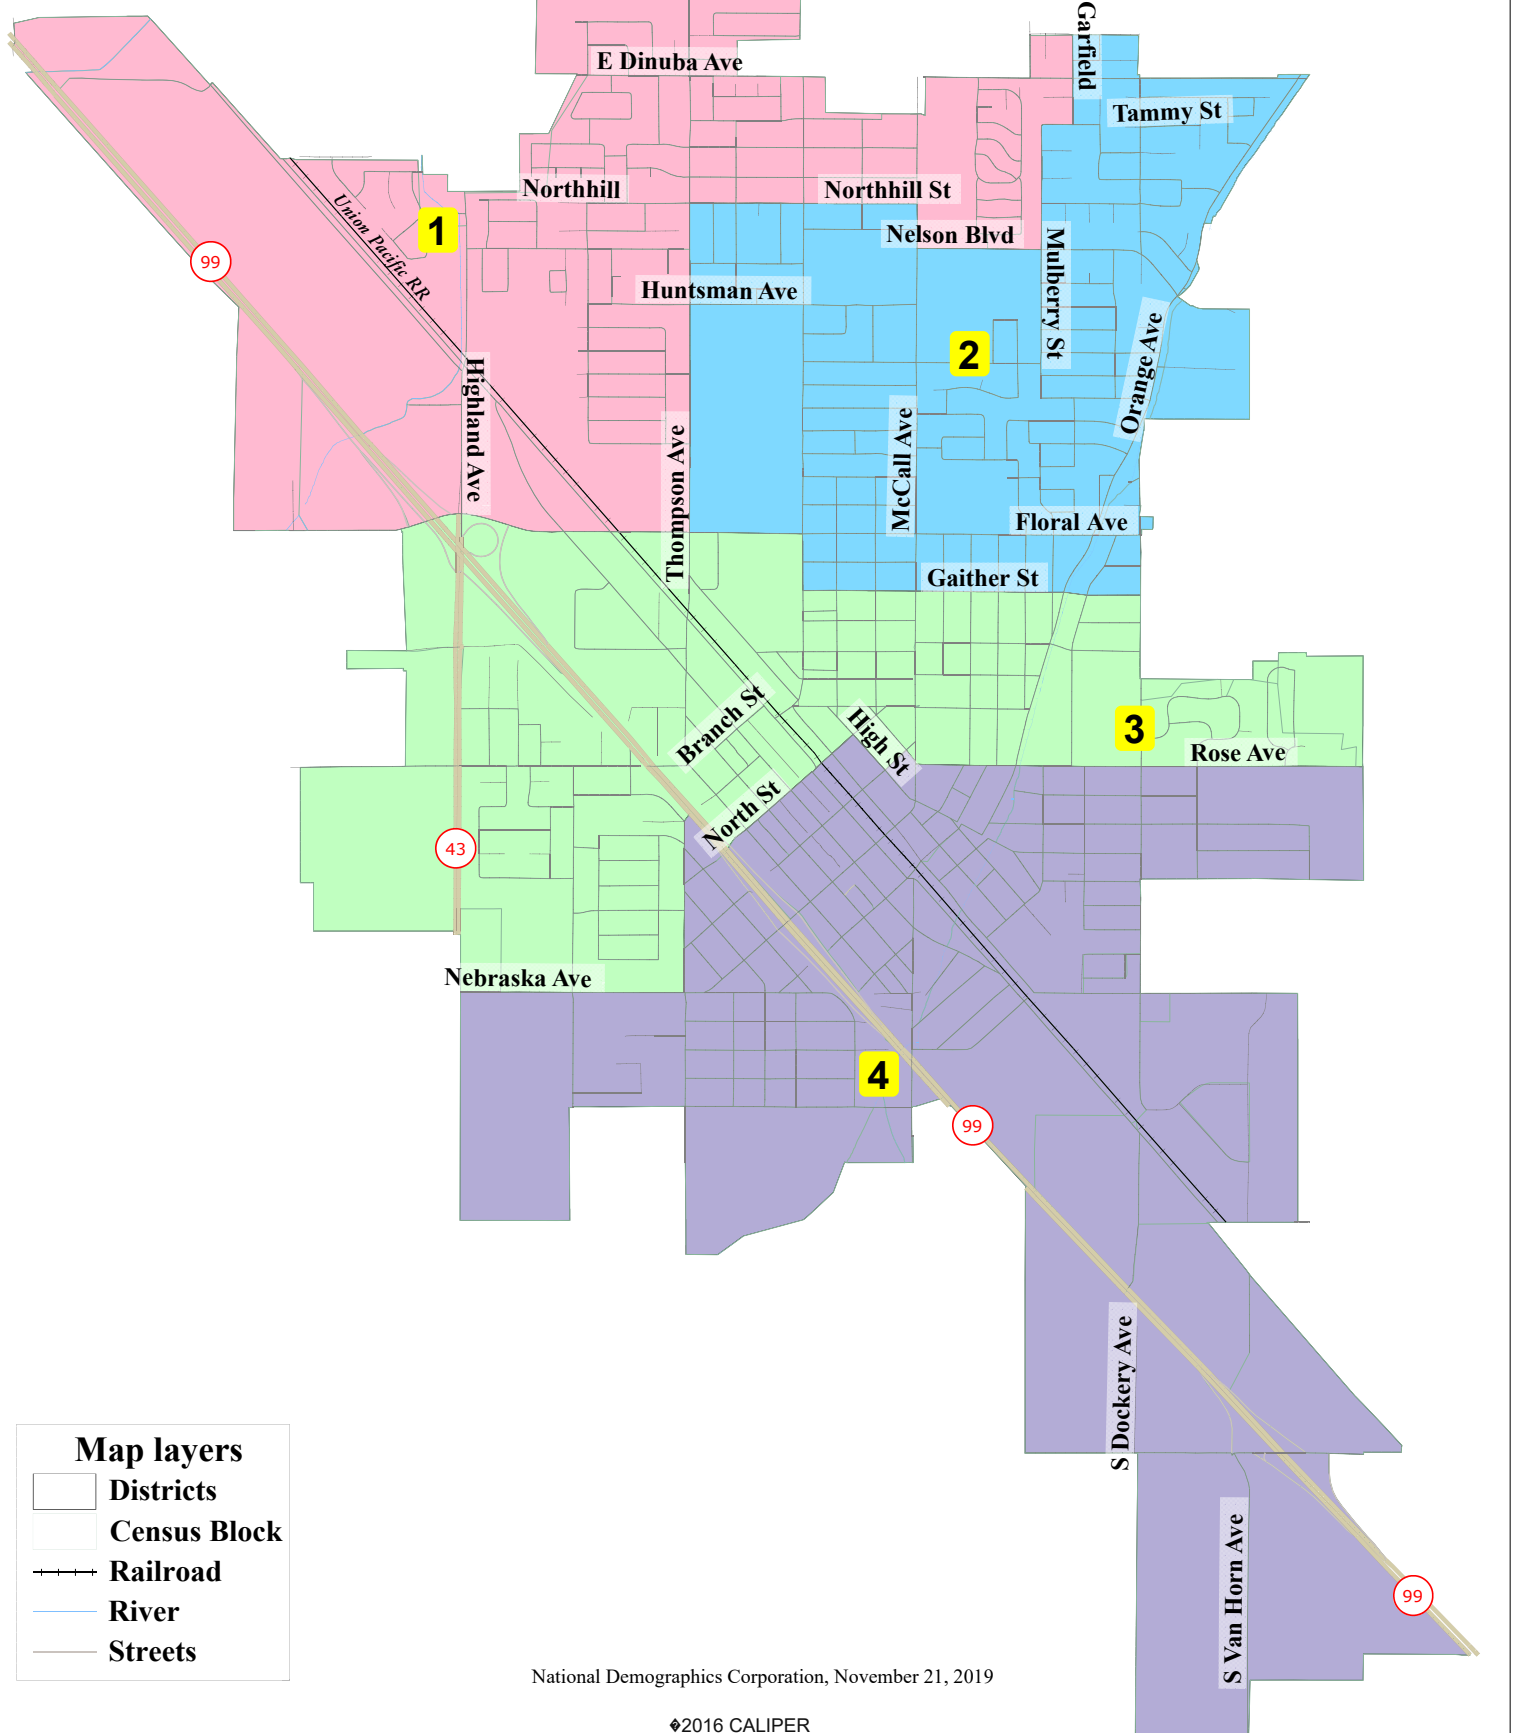 Garfield
E Dinuba Ave
Tammy St
Northhill
Northhill St
1
Union Pacific RR
Nelson Blvd
99
Mulberry St
Huntsman Ave
2
Orange Ave
Highland Ave
Thompson Ave
McCall Ave
Floral Ave
Gaither St
Branch St
High St
3
Rose Ave
North St
43
Nebraska Ave
4
99
S Dockery Ave
S Van Horn Ave
99
Map layers
Districts
Census Block
Railroad
River
Streets
National Demographics Corporation, November 21, 2019
�2016 CALIPER